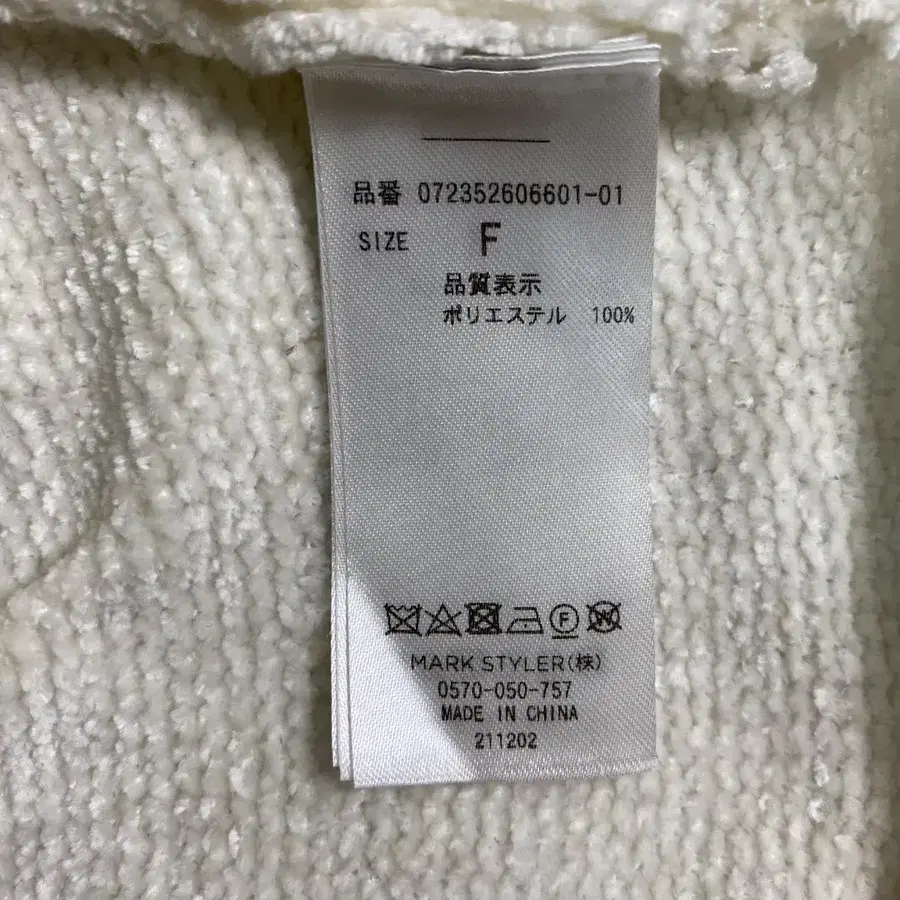 品番 072352606601-01
SIZE F
品質表示
ポリエステル 100%
F W
MARK STYLER(株)
0570-050-757
MADE IN CHINA
211202